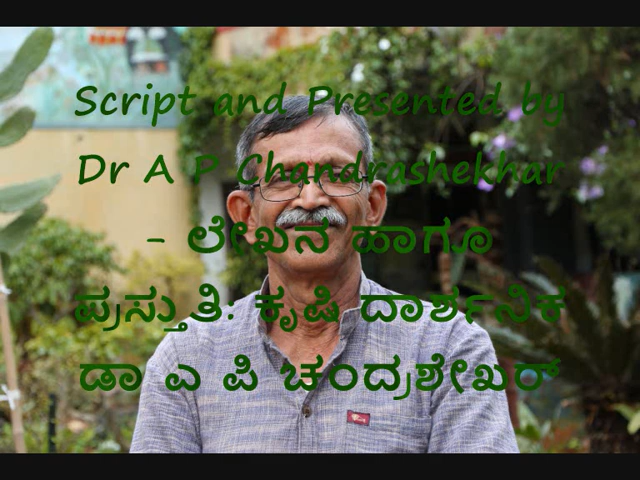 Script and Presented by
Dr A P Chandrashekhar
- ಲೇಖನ ಹಾಗೂ
ಪ್ರಸ್ತುತಿ: ಕೃಷಿ ದಾರ್ಶನಿಕ
ಡಾ ಎ ಪಿ ಚಂದ್ರಶೇಖರ್